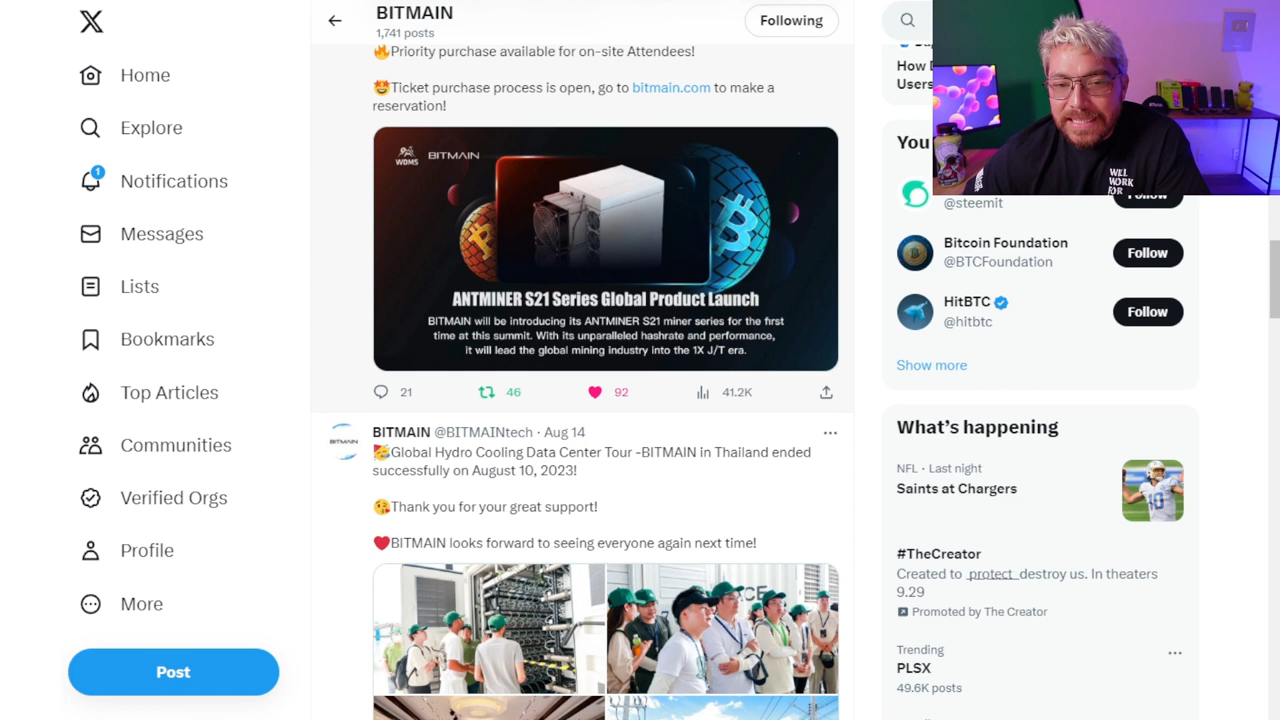 X
Home
Explore
1
Notifications
Messages
Lists
Bookmarks
Top Articles
Communities
Verified Orgs
Profile
More
Post
BITMAIN
1,741 posts
Following
🔥Priority purchase available for on-site Attendees!
🤩Ticket purchase process is open, go to bitmain.com to make a
reservation!
WDMS BITMAIN
ANTMINER S21 Series Global Product Launch
BITMAIN will be introducing its ANTMINER S21 miner series for the first
time at this summit. With its unparalleled hashrate and performance,
it will lead the global mining industry into the 1X J/T era.
21 46 92 41.2K
BITMAIN
BITMAIN @BITMAINtech · Aug 14
🥳Global Hydro Cooling Data Center Tour -BITMAIN in Thailand ended
successfully on August 10, 2023!
😘Thank you for your great support!
❤️BITMAIN looks forward to seeing everyone again next time!
How
Users
You
WILL
WORK
FOR
@steemit
Follow
Bitcoin Foundation
@BTCFoundation
Follow
HitBTC
@hitbtc
Follow
Show more
What's happening
NFL · Last night
Saints at Chargers
#TheCreator
Created to protect destroy us. In theaters
9.29
Promoted by The Creator
Trending
PLSX
49.6K posts